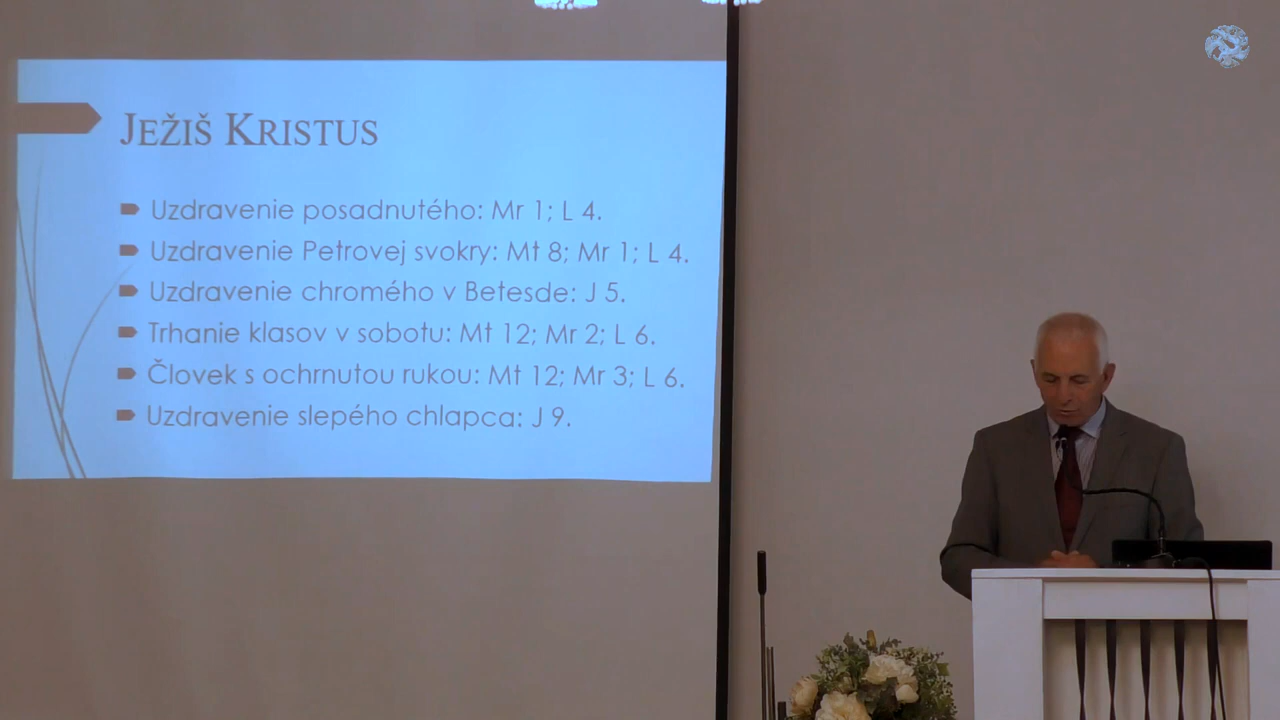 JEŽIŠ KRISTUS
Uzdravenie posadnutého: Mr 1; L 4.
Uzdravenie Petrovej svokry: Mt 8; Mr 1; L 4.
Uzdravenie chromého v Betesde: J 5.
Trhanie klasov v sobotu: Mt 12; Mr 2; L 6.
Človek s ochrnutou rukou: Mt 12; Mr 3; L 6.
Uzdravenie slepého chlapca: J 9.